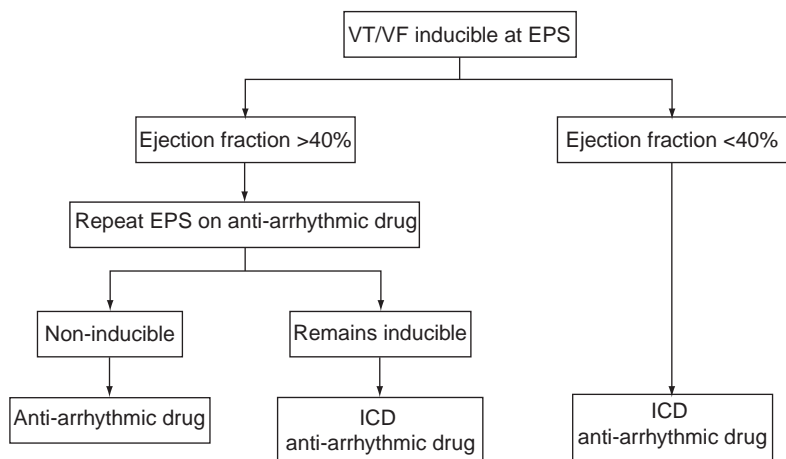 VT/VF inducible at EPS
Ejection fraction >40%
Ejection fraction <40%
Repeat EPS on anti-arrhythmic drug
Non-inducible
Remains inducible
Anti-arrhythmic drug
ICD
anti-arrhythmic drug
ICD
anti-arrhythmic drug